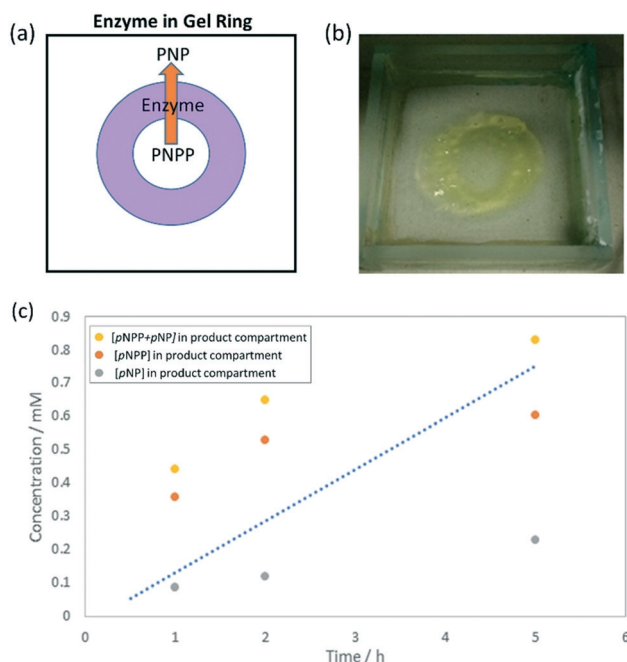 (a)
Enzyme in Gel Ring
PNP
Enzyme
PNPP
(b)
(c)
[pNPP+pNP] in product compartment
[pNPP] in product compartment
[pNP] in product compartment
Concentration / mM
0.9
0.8
0.7
0.6
0.5
0.4
0.3
0.2
0.1
0
0 1 2 3 4 5 6
Time / h